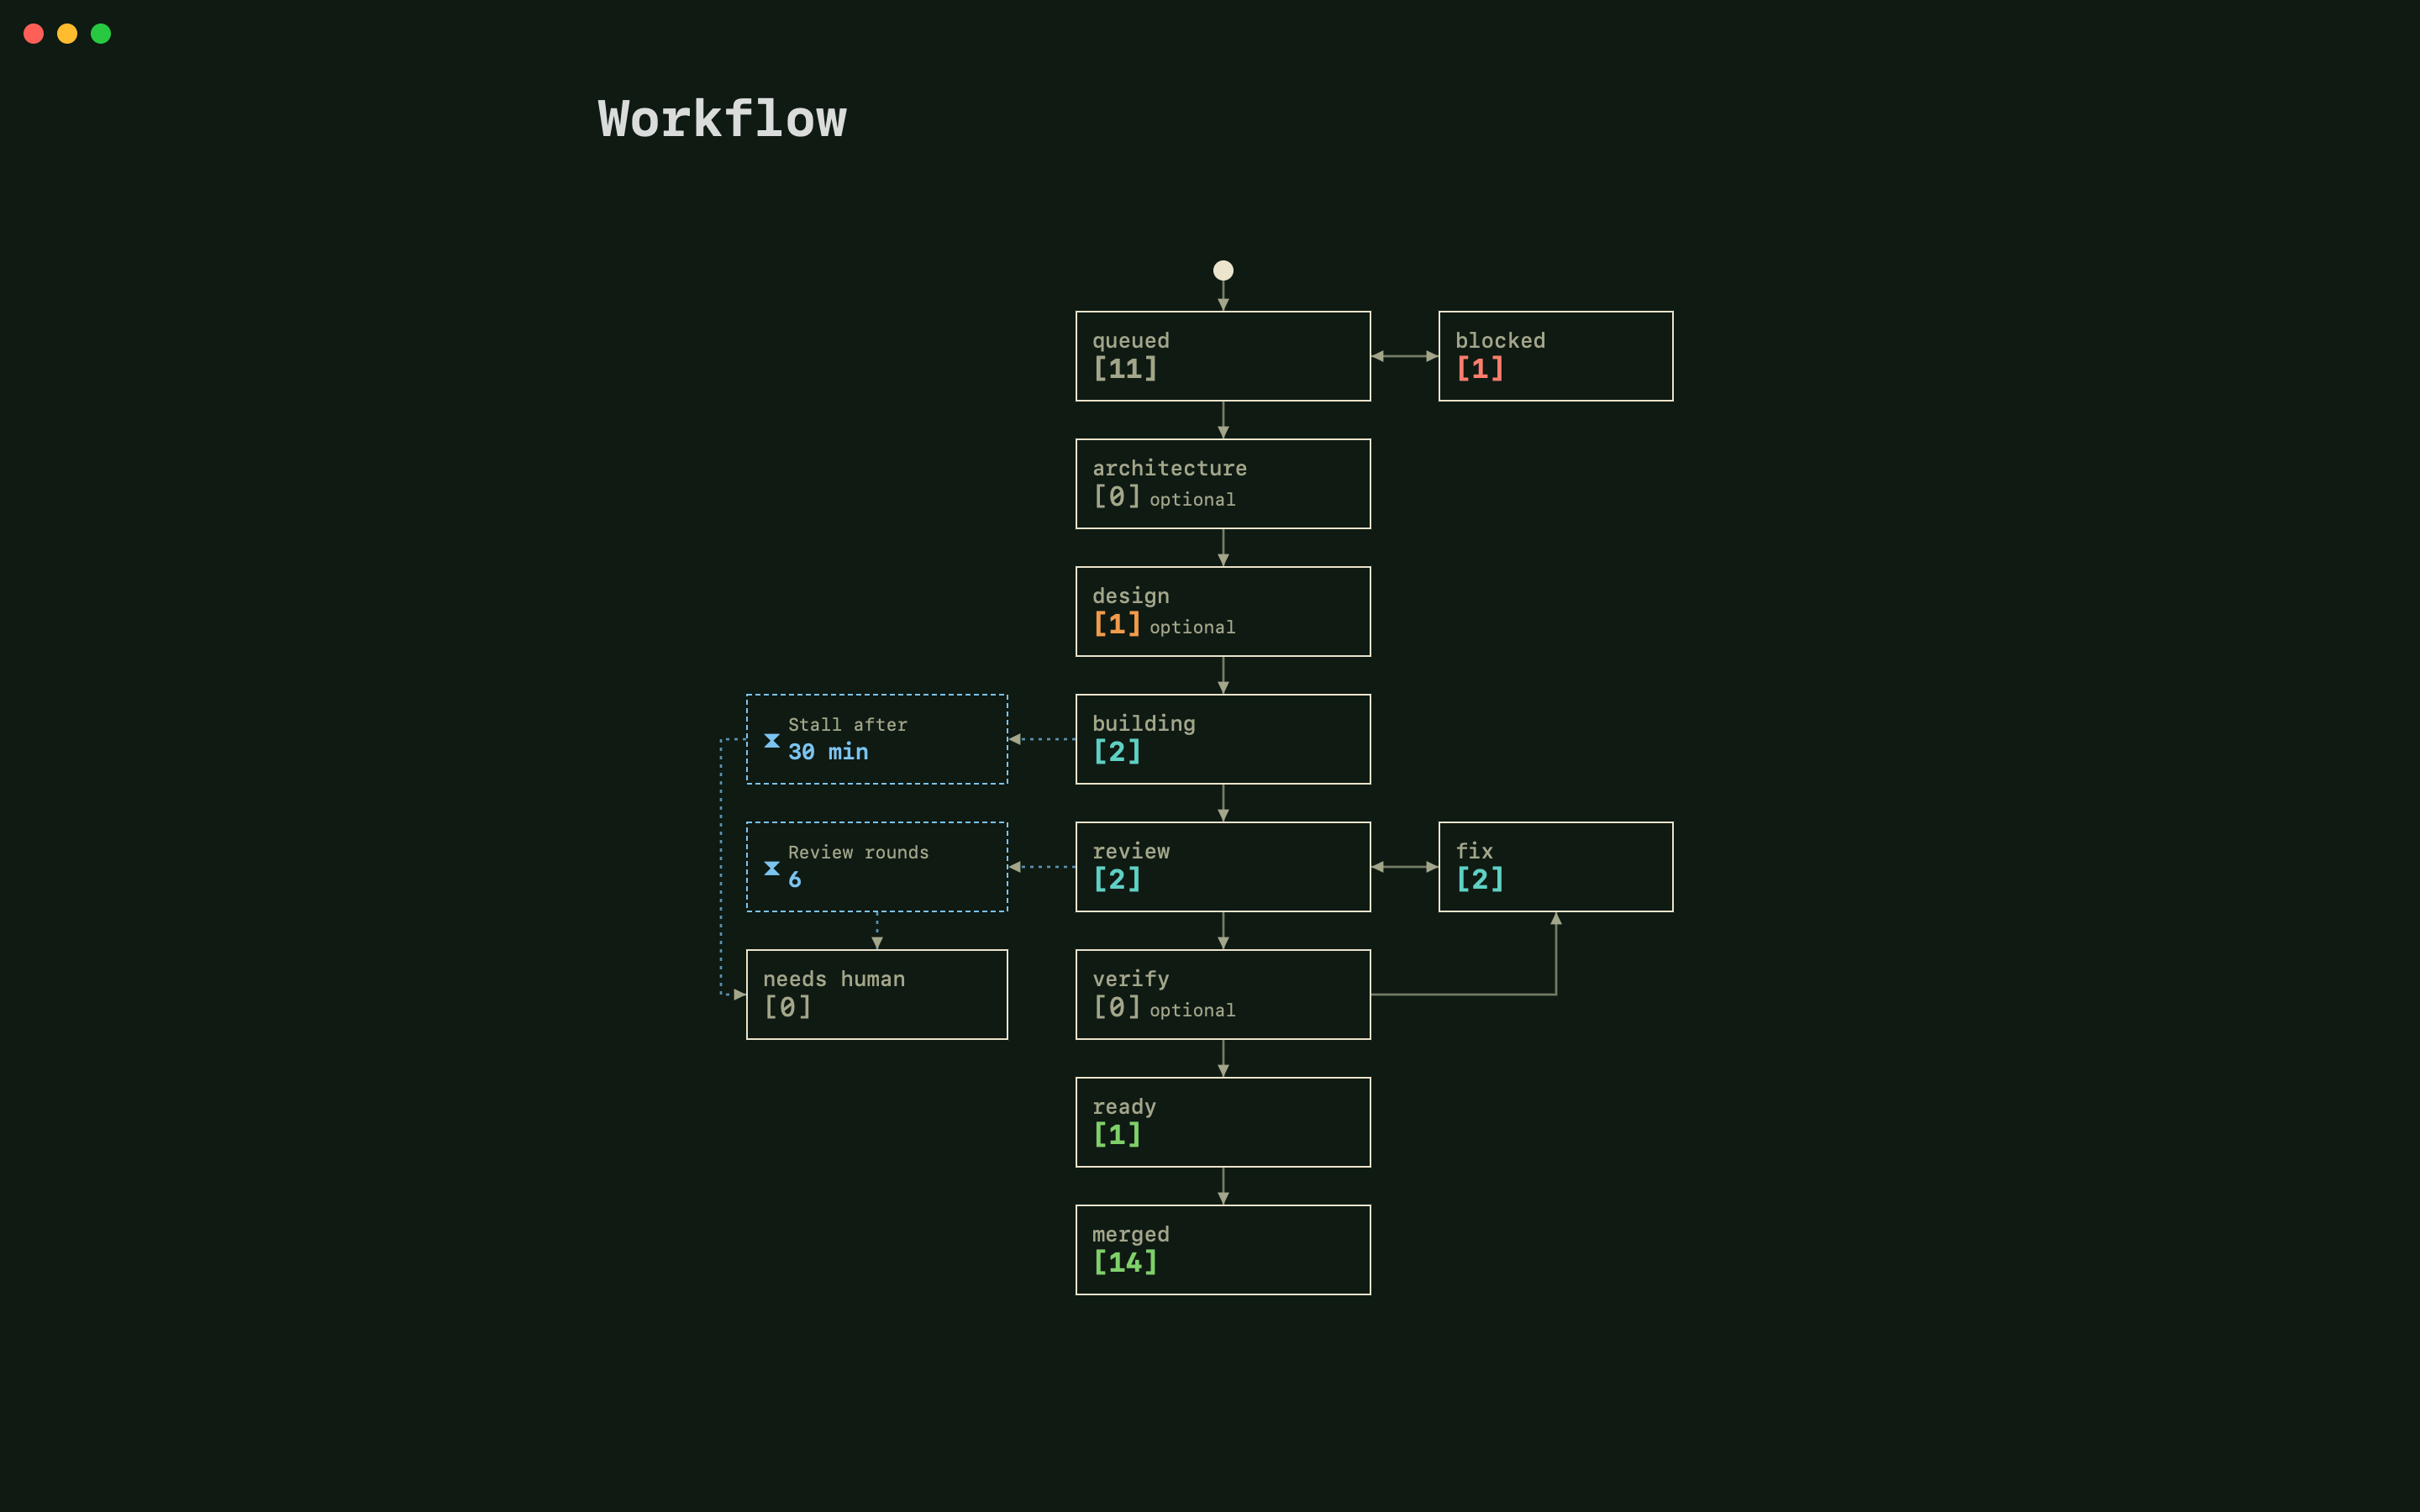 Workflow
queued
[11]
blocked
[1]
architecture
[0] optional
design
[1] optional
Stall after
30 min
building
[2]
Review rounds
6
review
[2]
fix
[2]
needs human
[0]
verify
[0] optional
ready
[1]
merged
[14]